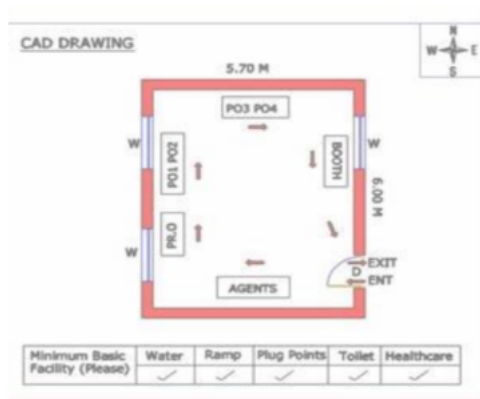 CAD DRAWING
N
W E
S
5.70 M
PO3 PO4
W
PO1 PO2
BOOTH
W
6.00 M
PR.O
W
EXIT
D
ENT
AGENTS
Minimum Basic Facility (Please) Water Ramp Plug Points Toilet Healthcare